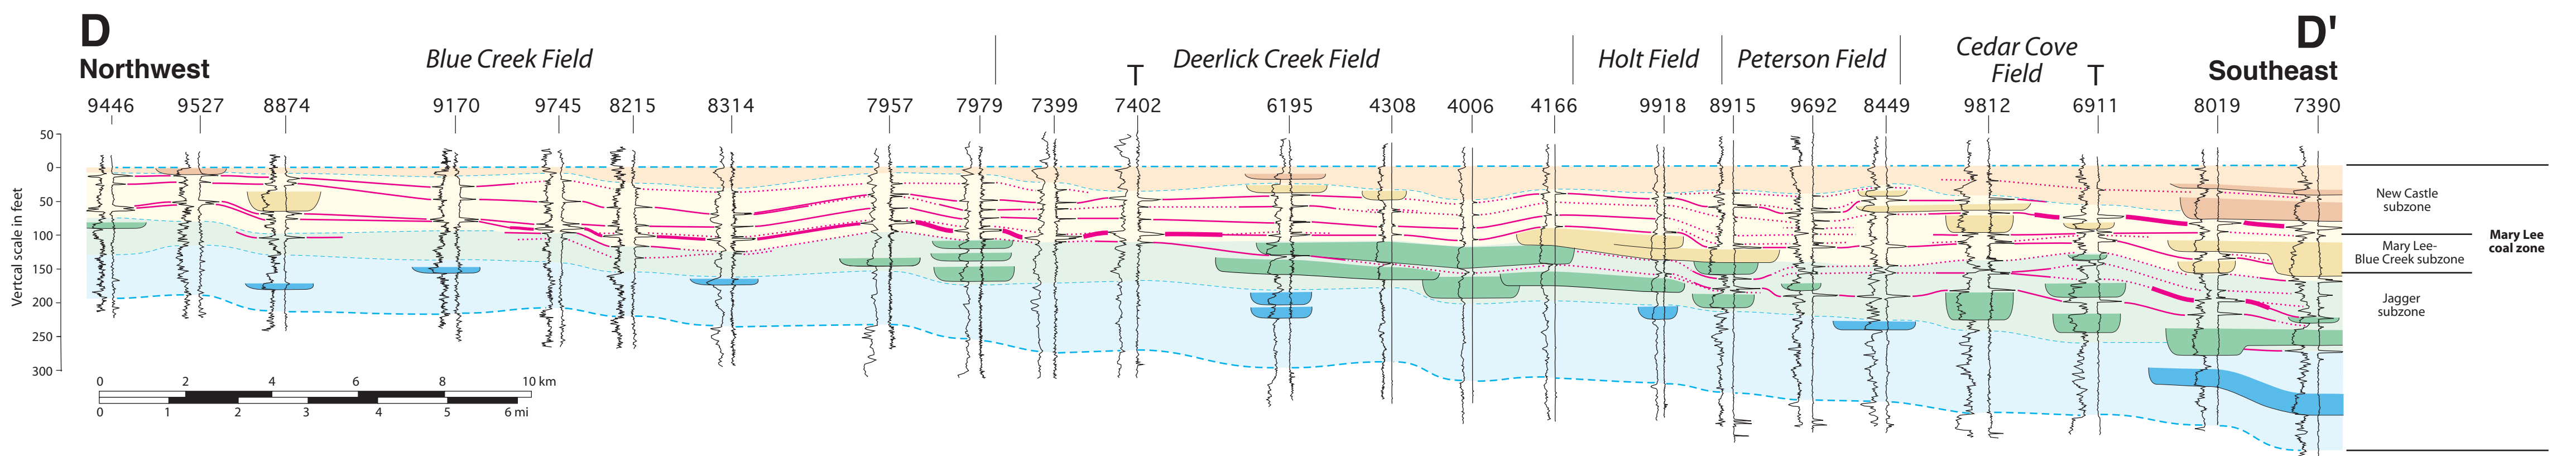 D
Northwest
Blue Creek Field
Deerlick Creek Field
Holt Field
Peterson Field
Cedar Cove
Field
D'
Southeast
T
T
9446 9527 8874 9170 9745 8215 8314 7957 7979 7399 7402 6195 4308 4006 4166 9918 8915 9692 8449 9812 6911 8019 7390
Vertcal scale in feet
50
0
50
100
150
200
250
300
0 2 4 6 8 10 km
0 1 2 3 4 5 6 mi
New Castle
subzone
Mary Lee-
Blue Creek subzone
Jagger
subzone
Mary Lee
coal zone